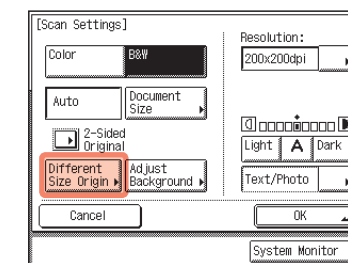 [Scan Settings]
Color
B&W
Auto
Document
Size
2-Sided
Original
Different
Size Origin
Adjust
Background
Cancel
Resolution:
200x200dpi
Light
A
Dark
Text/Photo
OK
System Monitor